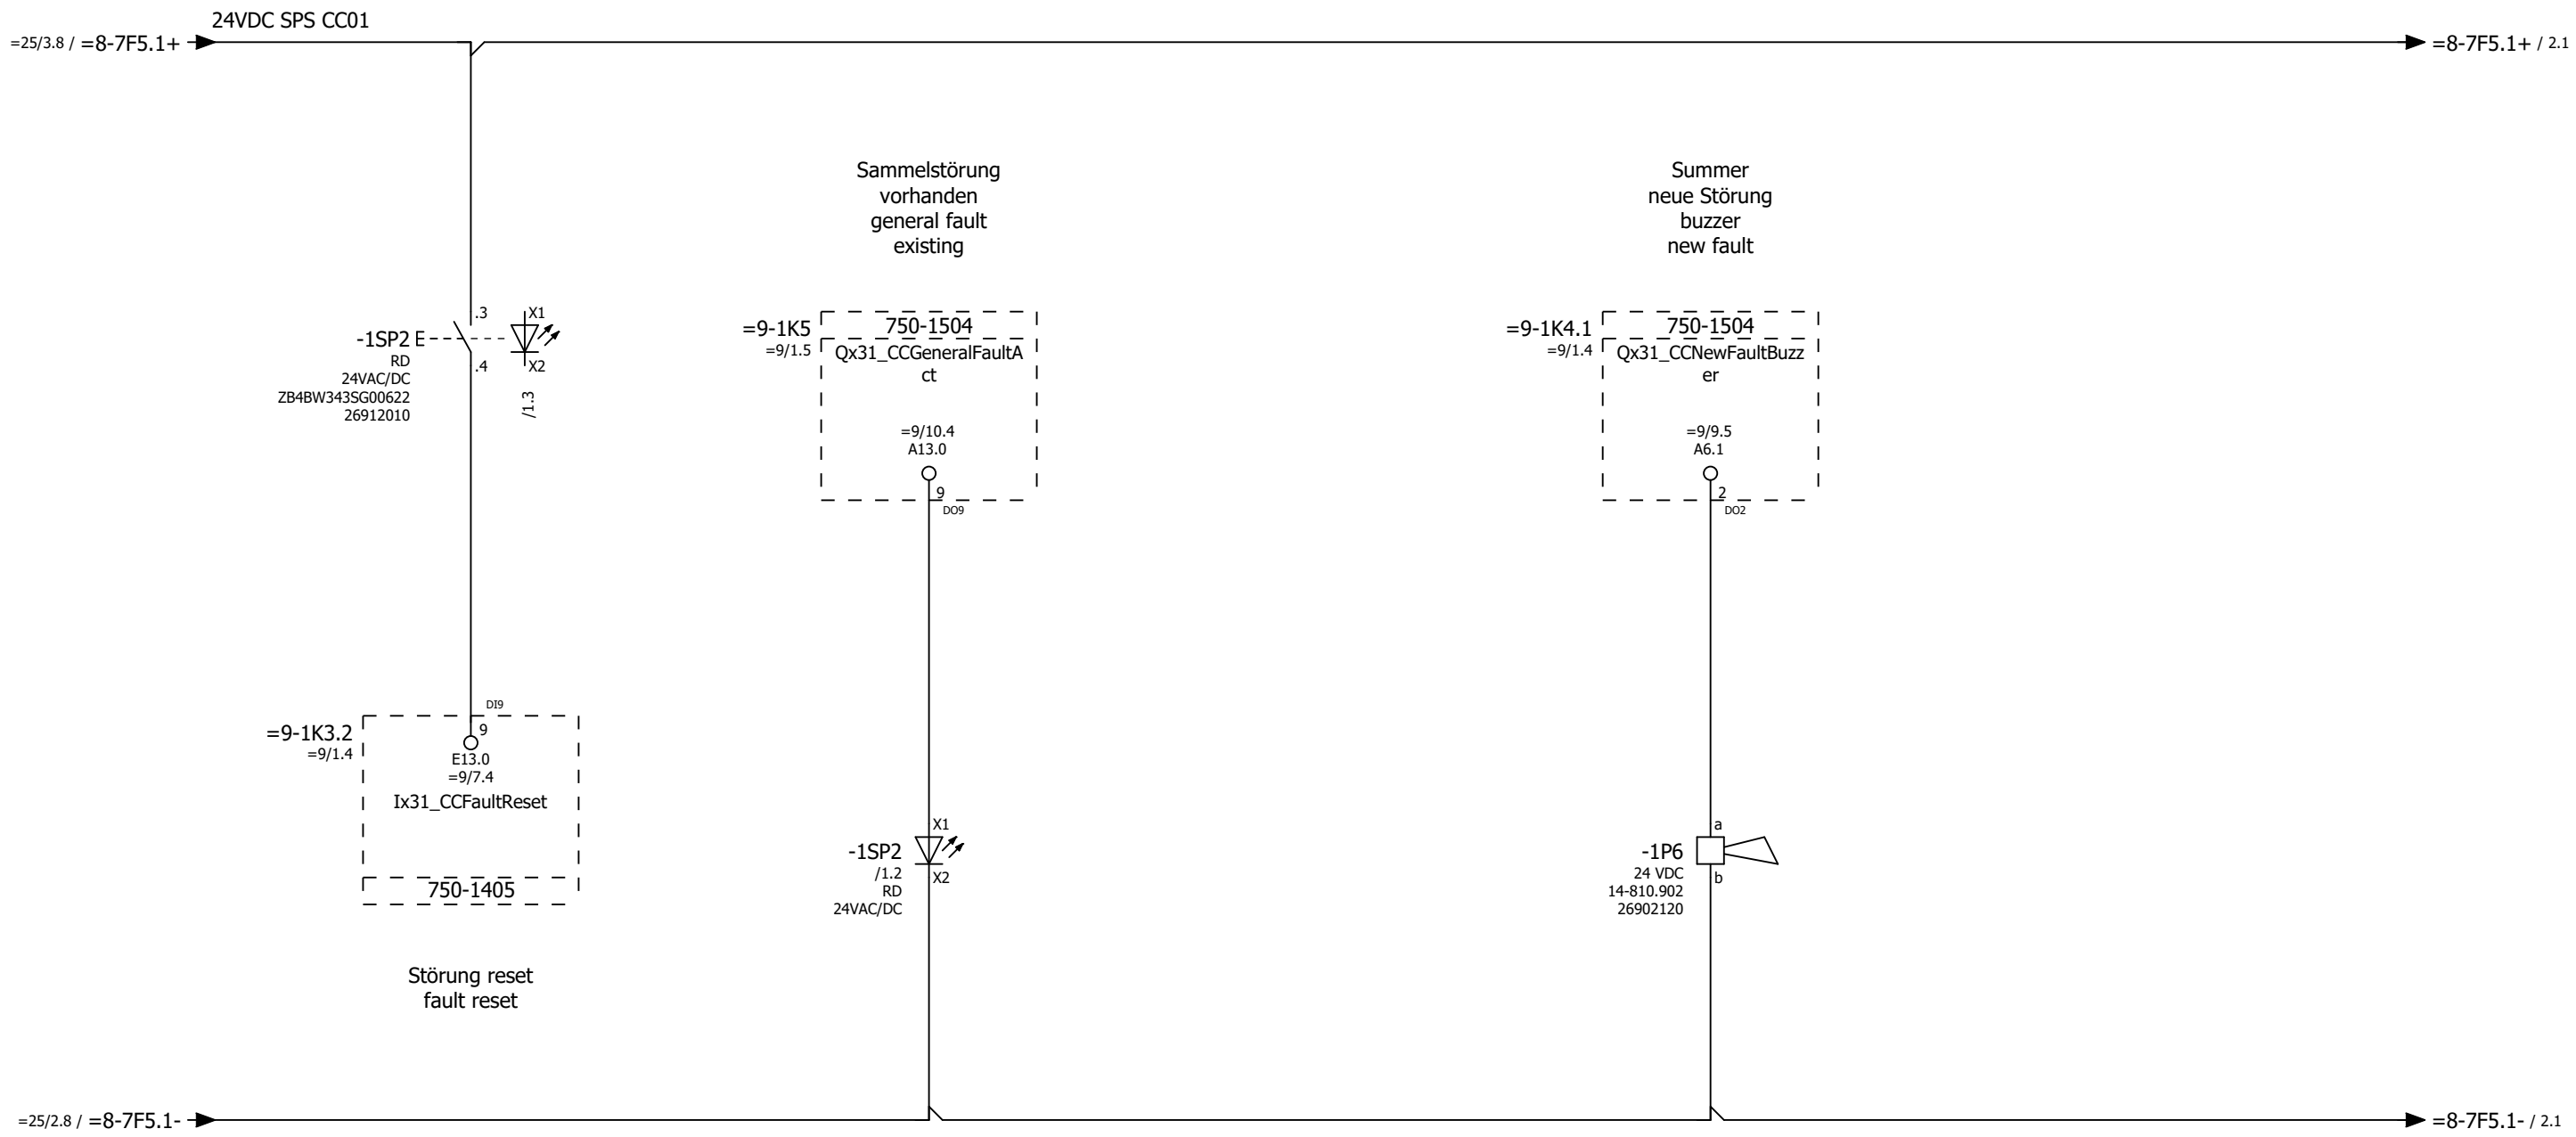 24VDC SPS CC01
=25/3.8 / =8-7F5.1+
=8-7F5.1+ / 2.1
Sammelstörung
vorhanden
general fault
existing
Summer
neue Störung
buzzer
new fault
.3
X1
-1SP2
.4
X2
RD
24VAC/DC
ZB4BW343SG00622
26912010
/1.3
=9-1K5
=9/1.5
750-1504
Qx31_CCGeneralFaultA
ct
=9/10.4
A13.0
9
DO9
=9-1K4.1
=9/1.4
750-1504
Qx31_CCNewFaultBuzz
er
=9/9.5
A6.1
2
DO2
DI9
=9-1K3.2
=9/1.4
9
E13.0
=9/7.4
Ix31_CCFaultReset
750-1405
Störung reset
fault reset
X1
-1SP2
/1.2
X2
RD
24VAC/DC
a
-1P6
24 VDC
b
14-810.902
26902120
=25/2.8 / =8-7F5.1-
=8-7F5.1- / 2.1